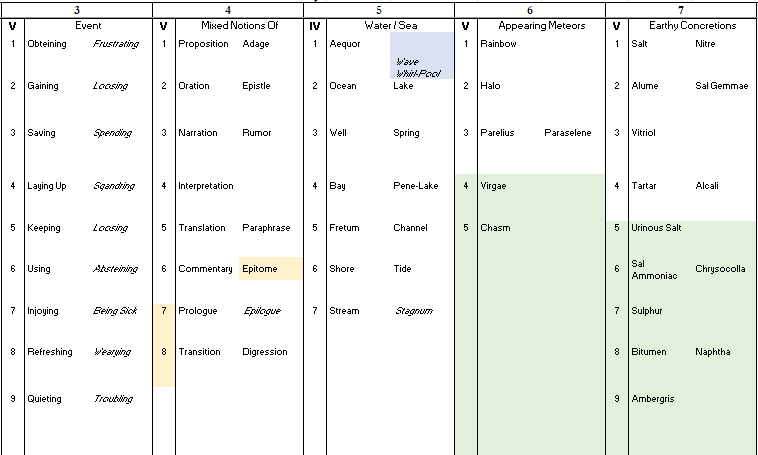 3 4 5 6 7
V Event V Mixed Notions Of IV Water / Sea V Appearing Meteors V Earthy Concretions
1 Obteining Frustrating 1 Proposition Adage 1 Aequor Wave 1 Rainbow 1 Salt Nitre
Whirl-Pool
2 Gaining Loosing 2 Oration Epistle 2 Ocean Lake 2 Halo 2 Alume Sal Gemmae
3 Saving Spending 3 Narration Rumor 3 Well Spring 3 Parelius Paraselene 3 Vitriol
4 Laying Up Sqandring 4 Interpretation 4 Bay Pene-Lake 4 Virgae 4 Tartar Alcali
5 Keeping Loosing 5 Translation Paraphrase 5 Fretum Channel 5 Chasm 5 Urinous Salt
6 Using Absteining 6 Commentary Epitome 6 Shore Tide 6 Sal Ammoniac Chrysocolla
7 Injoying Being Sick 7 Prologue Epilogue 7 Stream Stagnum 7 Sulphur
8 Refreshing Wearying 8 Transition Digression 8 Bitumen Naphtha
9 Quieting Troubling 9 Ambergris